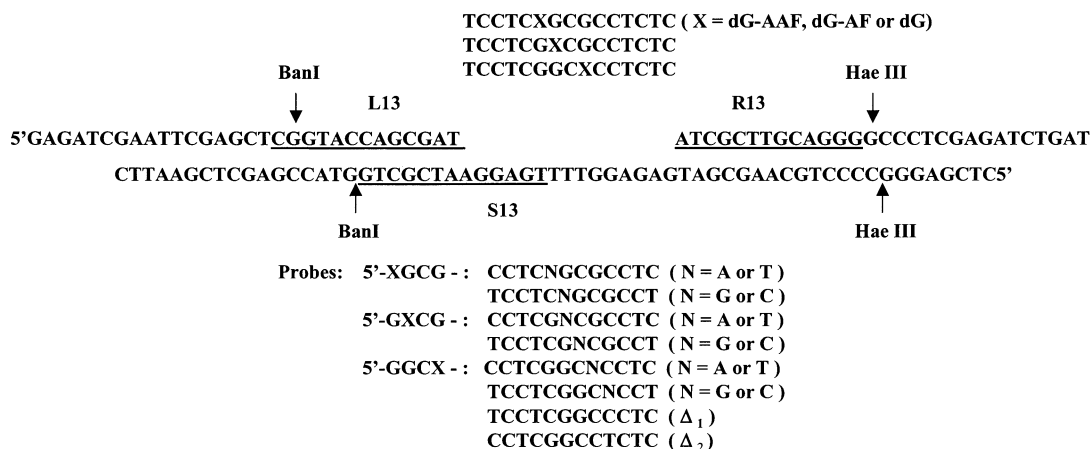 TCCTCXGCGCCTCTC ( X = dG-AAF, dG-AF or dG)
TCCTCGXCGCCTCTC
TCCTCGGCXCCTCTC
BanI
Hae III
L13
R13
5’GAGATCGAATTCGAGCTCGGTACCAGCGAT
ATCGCTTGCAGGGGCCCTCGAGATCTGAT
CTTAAGCTCGAGCCATGGTCGCTAAGGAGTTTTGGAGAGTAGCGAACGTCCCCGGGAGCTC5’
S13
BanI
Hae III
Probes: 5’-XGCG - : CCTCNGCGCCTC ( N = A or T )
TCCTCNGCGCCT ( N = G or C )
5’-GXCG - : CCTCGNCGCCTC ( N = A or T )
TCCTCGNCGCCT ( N = G or C )
5’-GGCX - : CCTCGGCNCCTC ( N = A or T )
TCCTCGGCNCCT ( N = G or C )
TCCTCGGCCCTC ( Δ 1 )
CCTCGGCCTCTC ( Δ 2 )